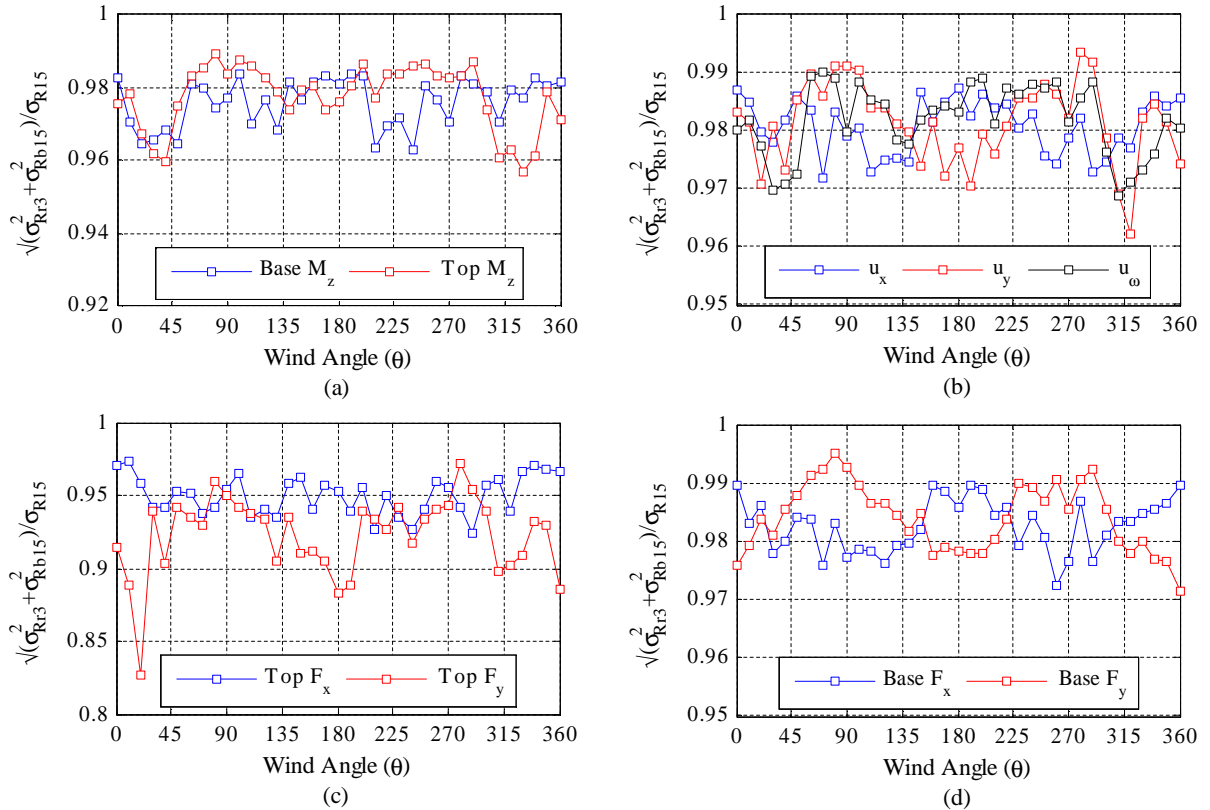 √(σ²Rr3+σ²Rb15)/σR15
1
0.98
0.96
0.94
0.92
Base Mz
Top Mz
0 45 90 135 180 225 270 315 360
Wind Angle (θ)
(a)
√(σ²Rr3+σ²Rb15)/σR15
1
0.99
0.98
0.97
0.96
0.95
ux
uy
uω
0 45 90 135 180 225 270 315 360
Wind Angle (θ)
(b)
√(σ²Rr3+σ²Rb15)/σR15
1
0.95
0.9
0.85
0.8
Top Fx
Top Fy
0 45 90 135 180 225 270 315 360
Wind Angle (θ)
(c)
√(σ²Rr3+σ²Rb15)/σR15
1
0.99
0.98
0.97
0.96
0.95
Base Fx
Base Fy
0 45 90 135 180 225 270 315 360
Wind Angle (θ)
(d)